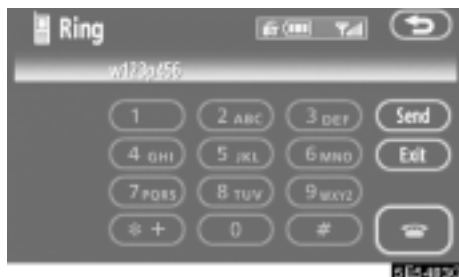 Ring
w123p456
1 2 ABC 3 DEF Send
4 GHI 5 JKL 6 MNO Exit
7 PQRS 8 TUV 9 WXYZ
* + 0 #